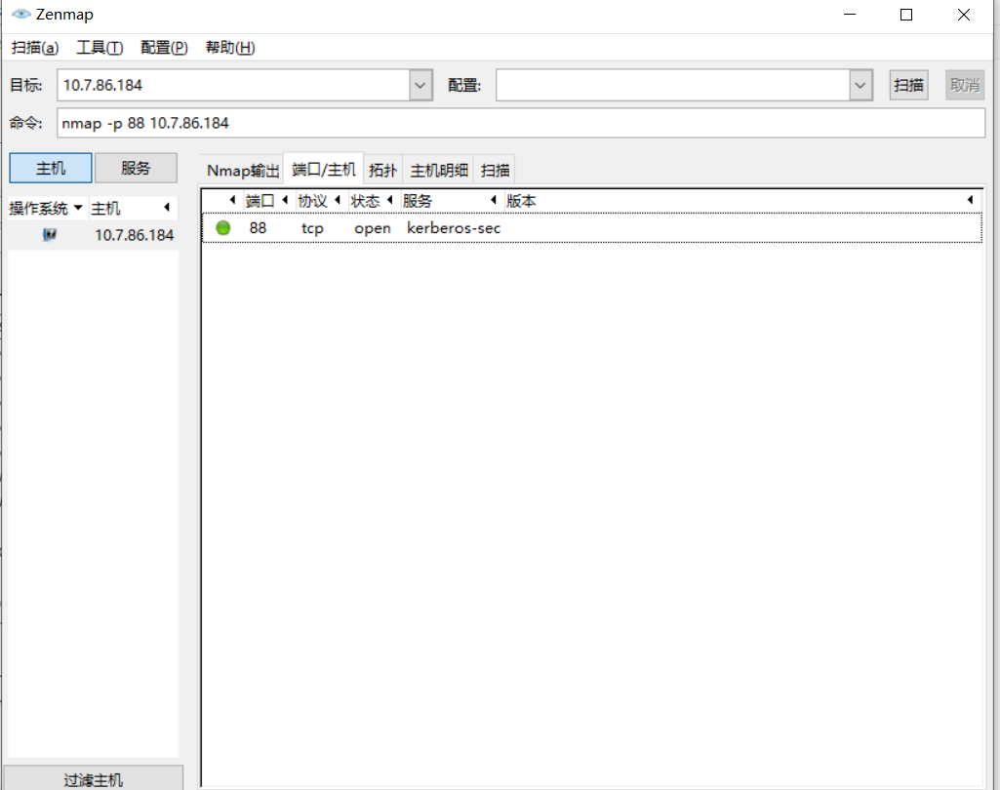 Zenmap
扫描(a) 工具(T) 配置(P) 帮助(H)
目标: 10.7.86.184 配置: 扫描 取消
命令: nmap -p 88 10.7.86.184
主机 服务 Nmap输出 端口/主机 拓扑 主机明细 扫描
操作系统 主机 端口 协议 状态 服务 版本
10.7.86.184 88 tcp open kerberos-sec
过滤主机